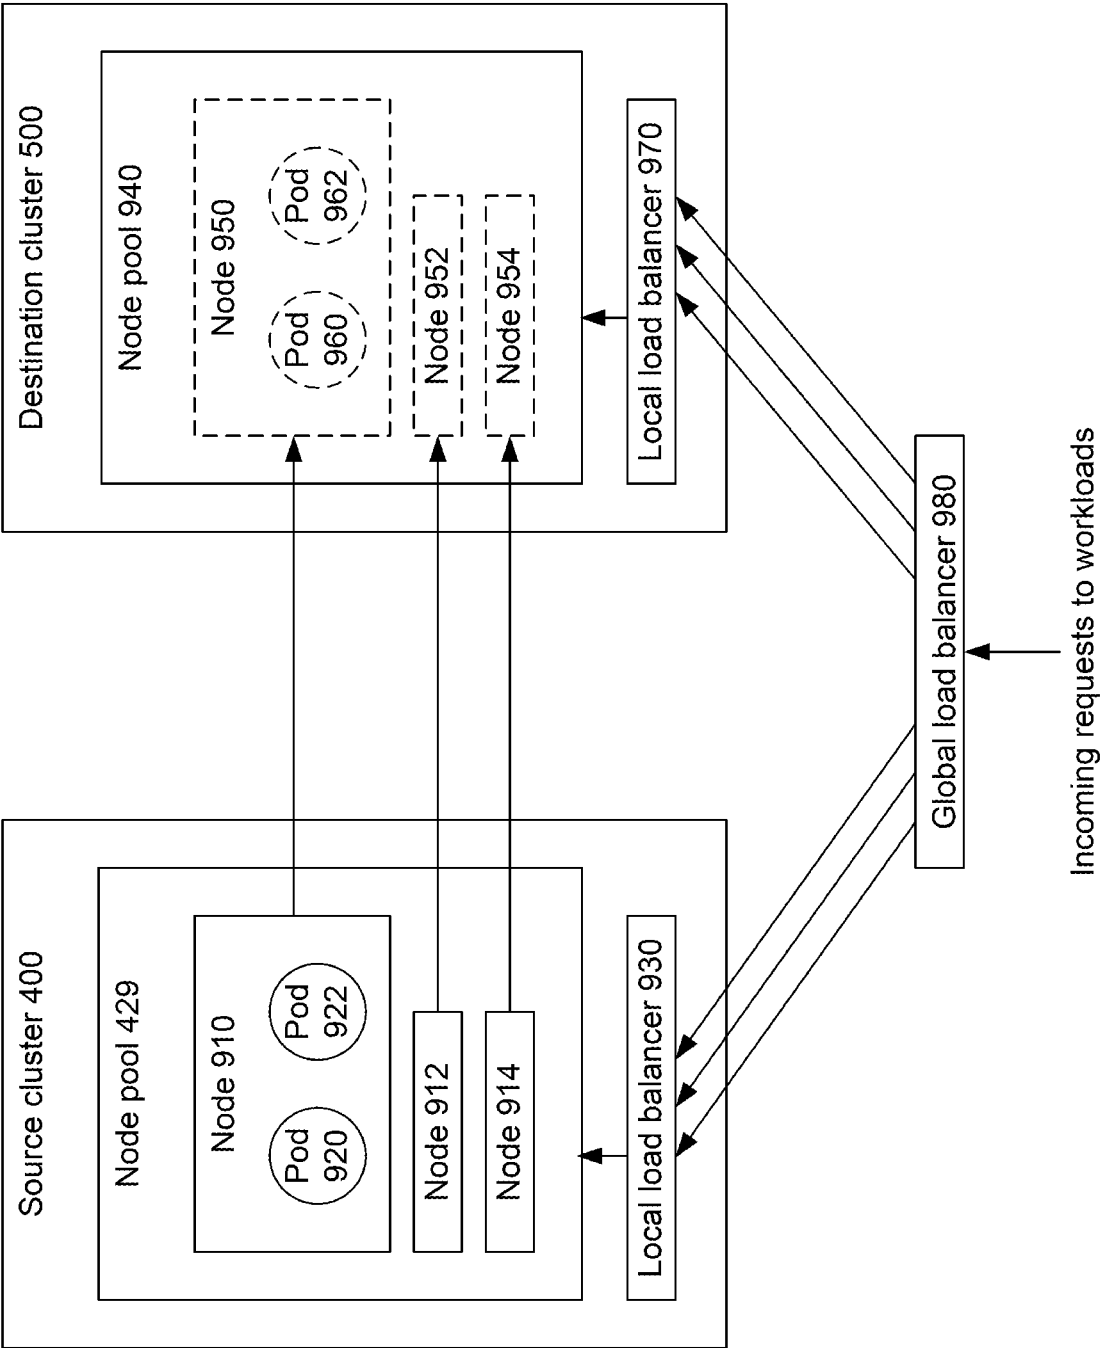 Source cluster 400
Node pool 429
Node 910
Pod
920
Pod
922
Node 912
Node 914
Local load balancer 930
Destination cluster 500
Node pool 940
Node 950
Pod
960
Pod
962
Node 952
Node 954
Local load balancer 970
Global load balancer 980
Incoming requests to workloads